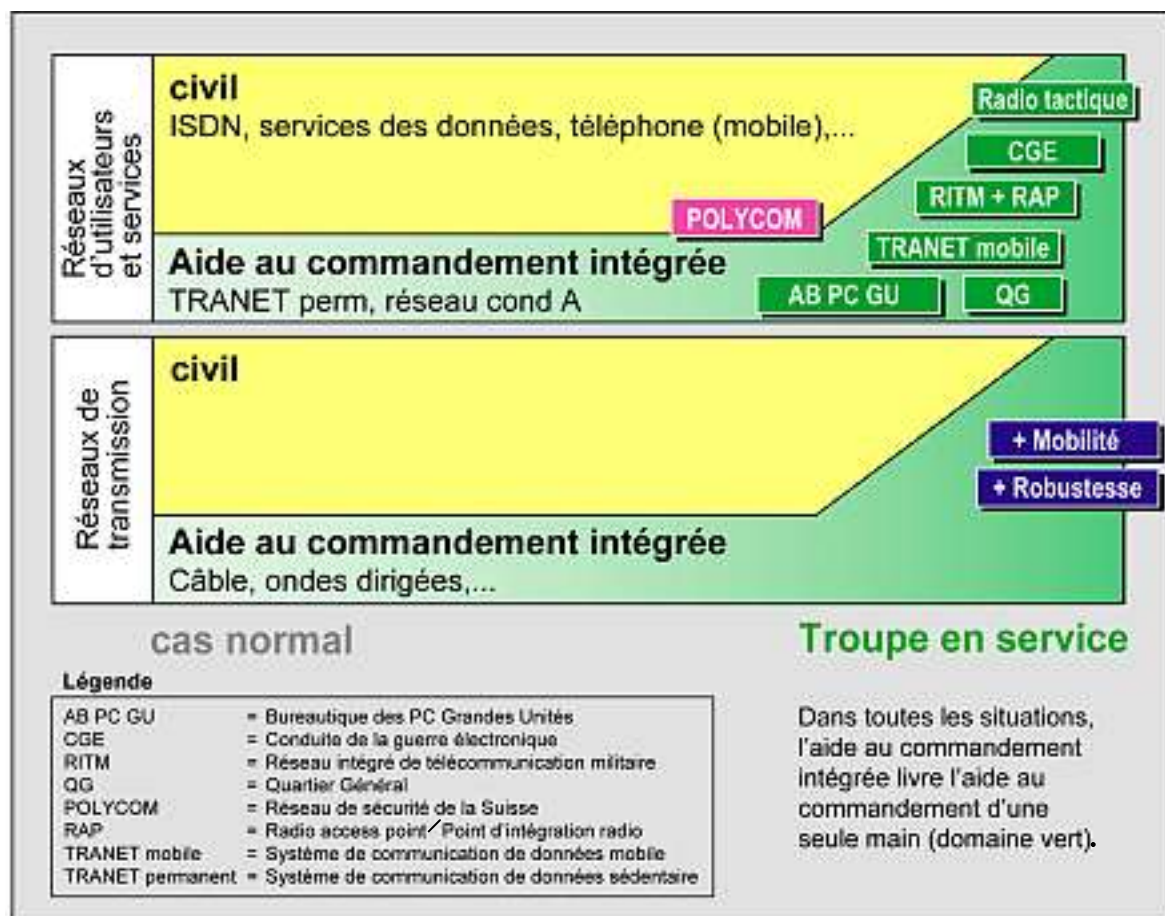 Réseaux
d'utilisateurs
et services
civil
ISDN, services des données, téléphone (mobile),...
Radio tactique
CGE
RITM + RAP
POLYCOM
TRANET mobile
AB PC GU
QG
Aide au commandement intégrée
TRANET perm, réseau cond A
Réseaux de
transmission
civil
+ Mobilité
+ Robustesse
Aide au commandement intégrée
Câble, ondes dirigées,...
cas normal
Troupe en service
Légende
AB PC GU = Bureautique des PC Grandes Unités
CGE = Conduite de la guerre électronique
RITM = Réseau intégré de télécommunication militaire
QG = Quartier Général
POLYCOM = Réseau de sécurité de la Suisse
RAP = Radio access point/Point d'intégration radio
TRANET mobile = Système de communication de données mobile
TRANET permanent = Système de communication de données sédentaire
Dans toutes les situations,
l'aide au commandement
intégrée livre l'aide au
commandement d'une
seule main (domaine vert).